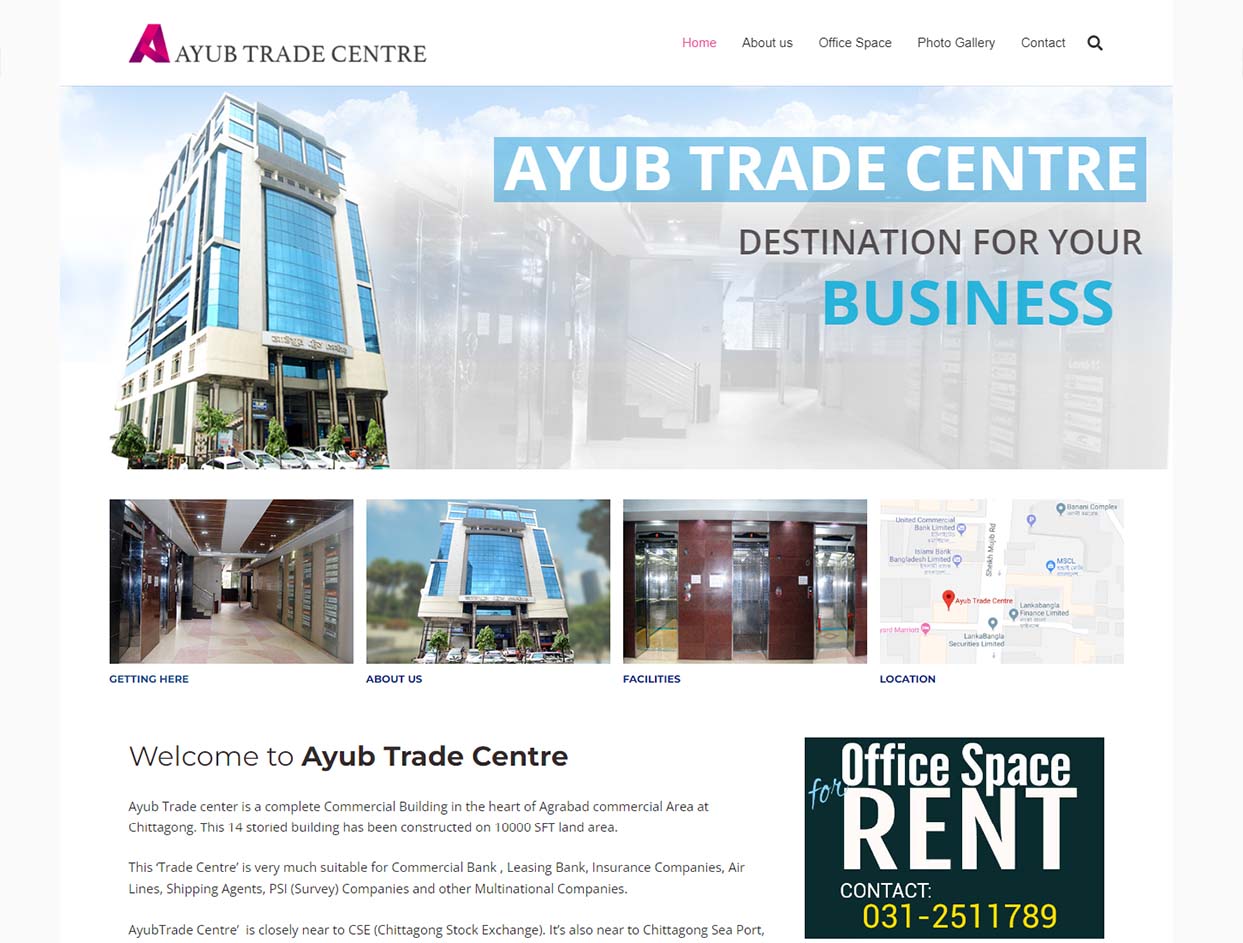 AYUB TRADE CENTRE
Home About us Office Space Photo Gallery Contact
AYUB TRADE CENTRE
DESTINATION FOR YOUR
BUSINESS
United Commercial
Bank Limited
Islami Bank
Bangladesh Limited
Sheikh Mujib Rd
Banani Complex
MSCL
Ayub Trade Centre
Lankabangla
Finance Limited
yard Marriott
LankaBangla
Securities Limited
GETTING HERE
ABOUT US
FACILITIES
LOCATION
Welcome to Ayub Trade Centre
Ayub Trade center is a complete Commercial Building in the heart of Agrabad commercial Area at
Chittagong. This 14 storied building has been constructed on 10000 SFT land area.
This ‘Trade Centre’ is very much suitable for Commercial Bank , Leasing Bank, Insurance Companies, Air
Lines, Shipping Agents, PSI (Survey) Companies and other Multinational Companies.
AyubTrade Centre’ is closely near to CSE (Chittagong Stock Exchange). It’s also near to Chittagong Sea Port,
Office Space
for RENT
CONTACT:
031-2511789